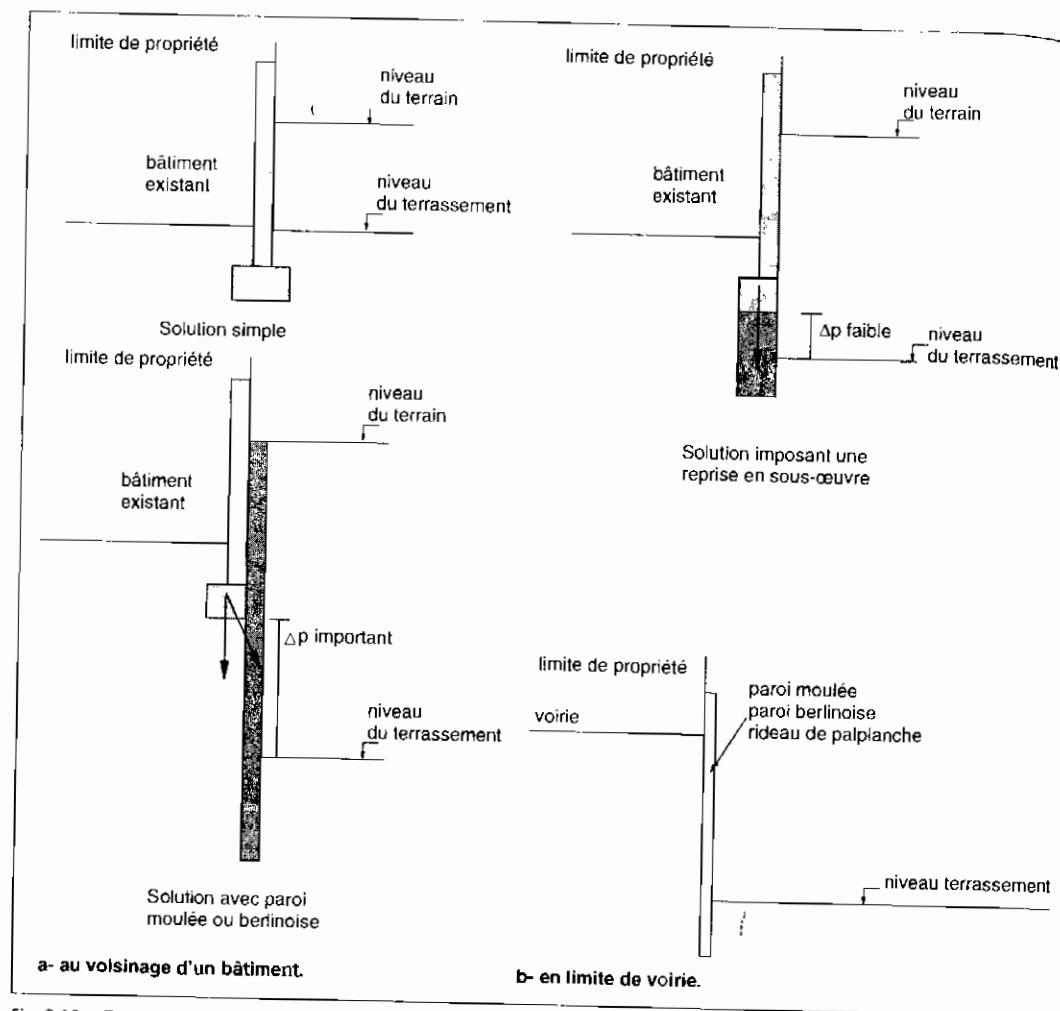 limite de propriété
niveau
du terrain
bâtiment
existant
niveau
du terrassement
Solution simple
limite de propriété
niveau
du terrain
bâtiment
existant
Δp faible
niveau
du terrassement
Solution imposant une
reprise en sous-œuvre
limite de propriété
niveau
du terrain
bâtiment
existant
Δp important
niveau
du terrassement
Solution avec paroi
moulée ou berlinoise
a- au voisinage d'un bâtiment.
limite de propriété
voirie
paroi moulée
paroi berlinoise
rideau de palplanche
niveau terrassement
b- en limite de voirie.